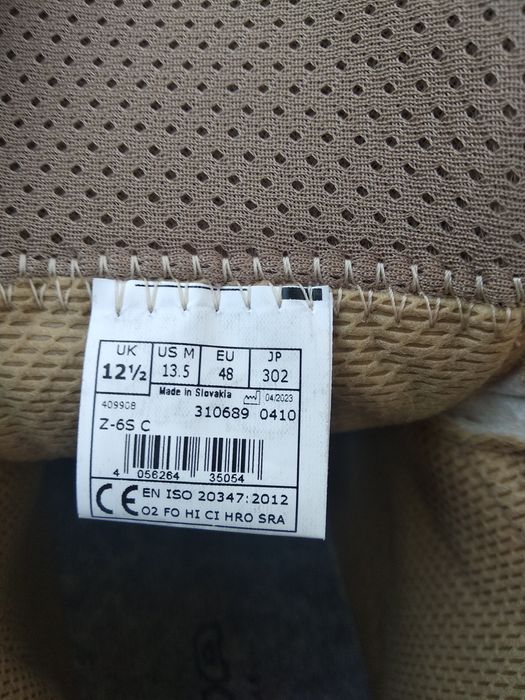 UK US M EU JP
12½ 13.5 48 302
Made in Slovakia 04/2023
409908 310689 0410
Z-6S C
4 056264 35054
CE EN ISO 20347:2012
O2 FO HI CI HRO SRA